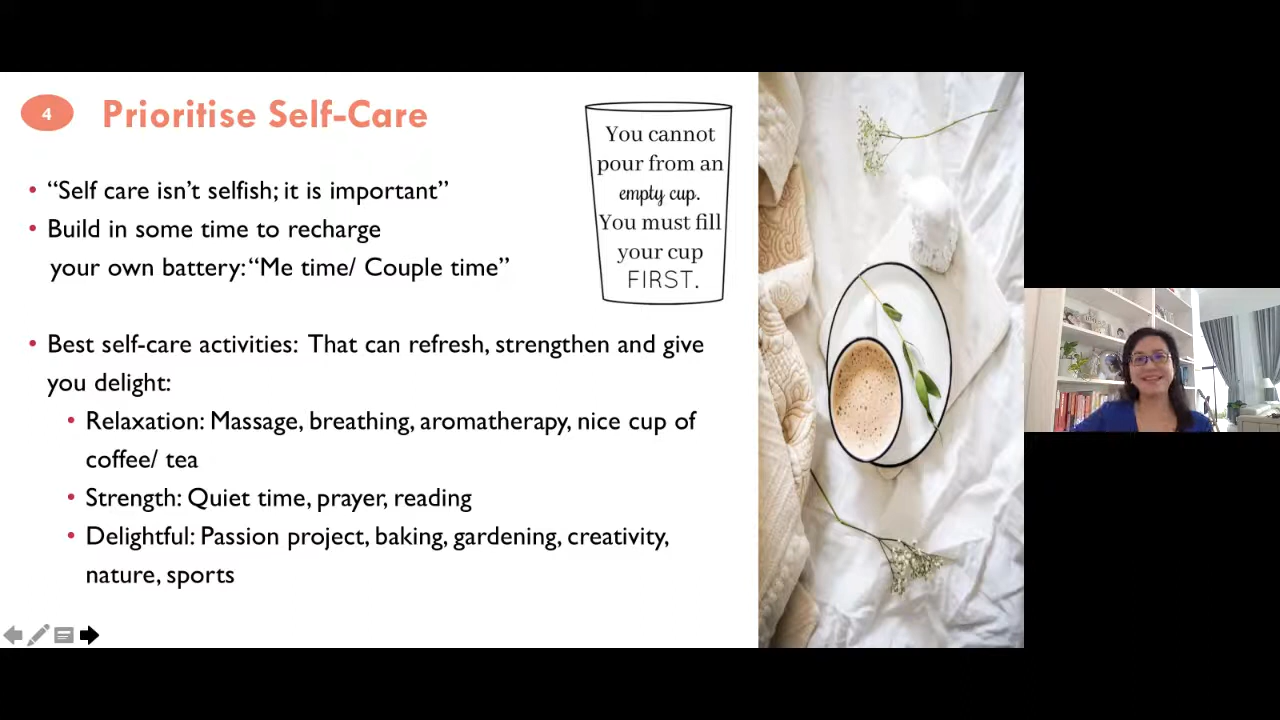 4 Prioritise Self-Care
• “Self care isn’t selfish; it is important”
• Build in some time to recharge
your own battery: “Me time/ Couple time”
• Best self-care activities: That can refresh, strengthen and give
you delight:
• Relaxation: Massage, breathing, aromatherapy, nice cup of
coffee/ tea
• Strength: Quiet time, prayer, reading
• Delightful: Passion project, baking, gardening, creativity,
nature, sports
You cannot
pour from an
empty cup.
You must fill
your cup
FIRST.